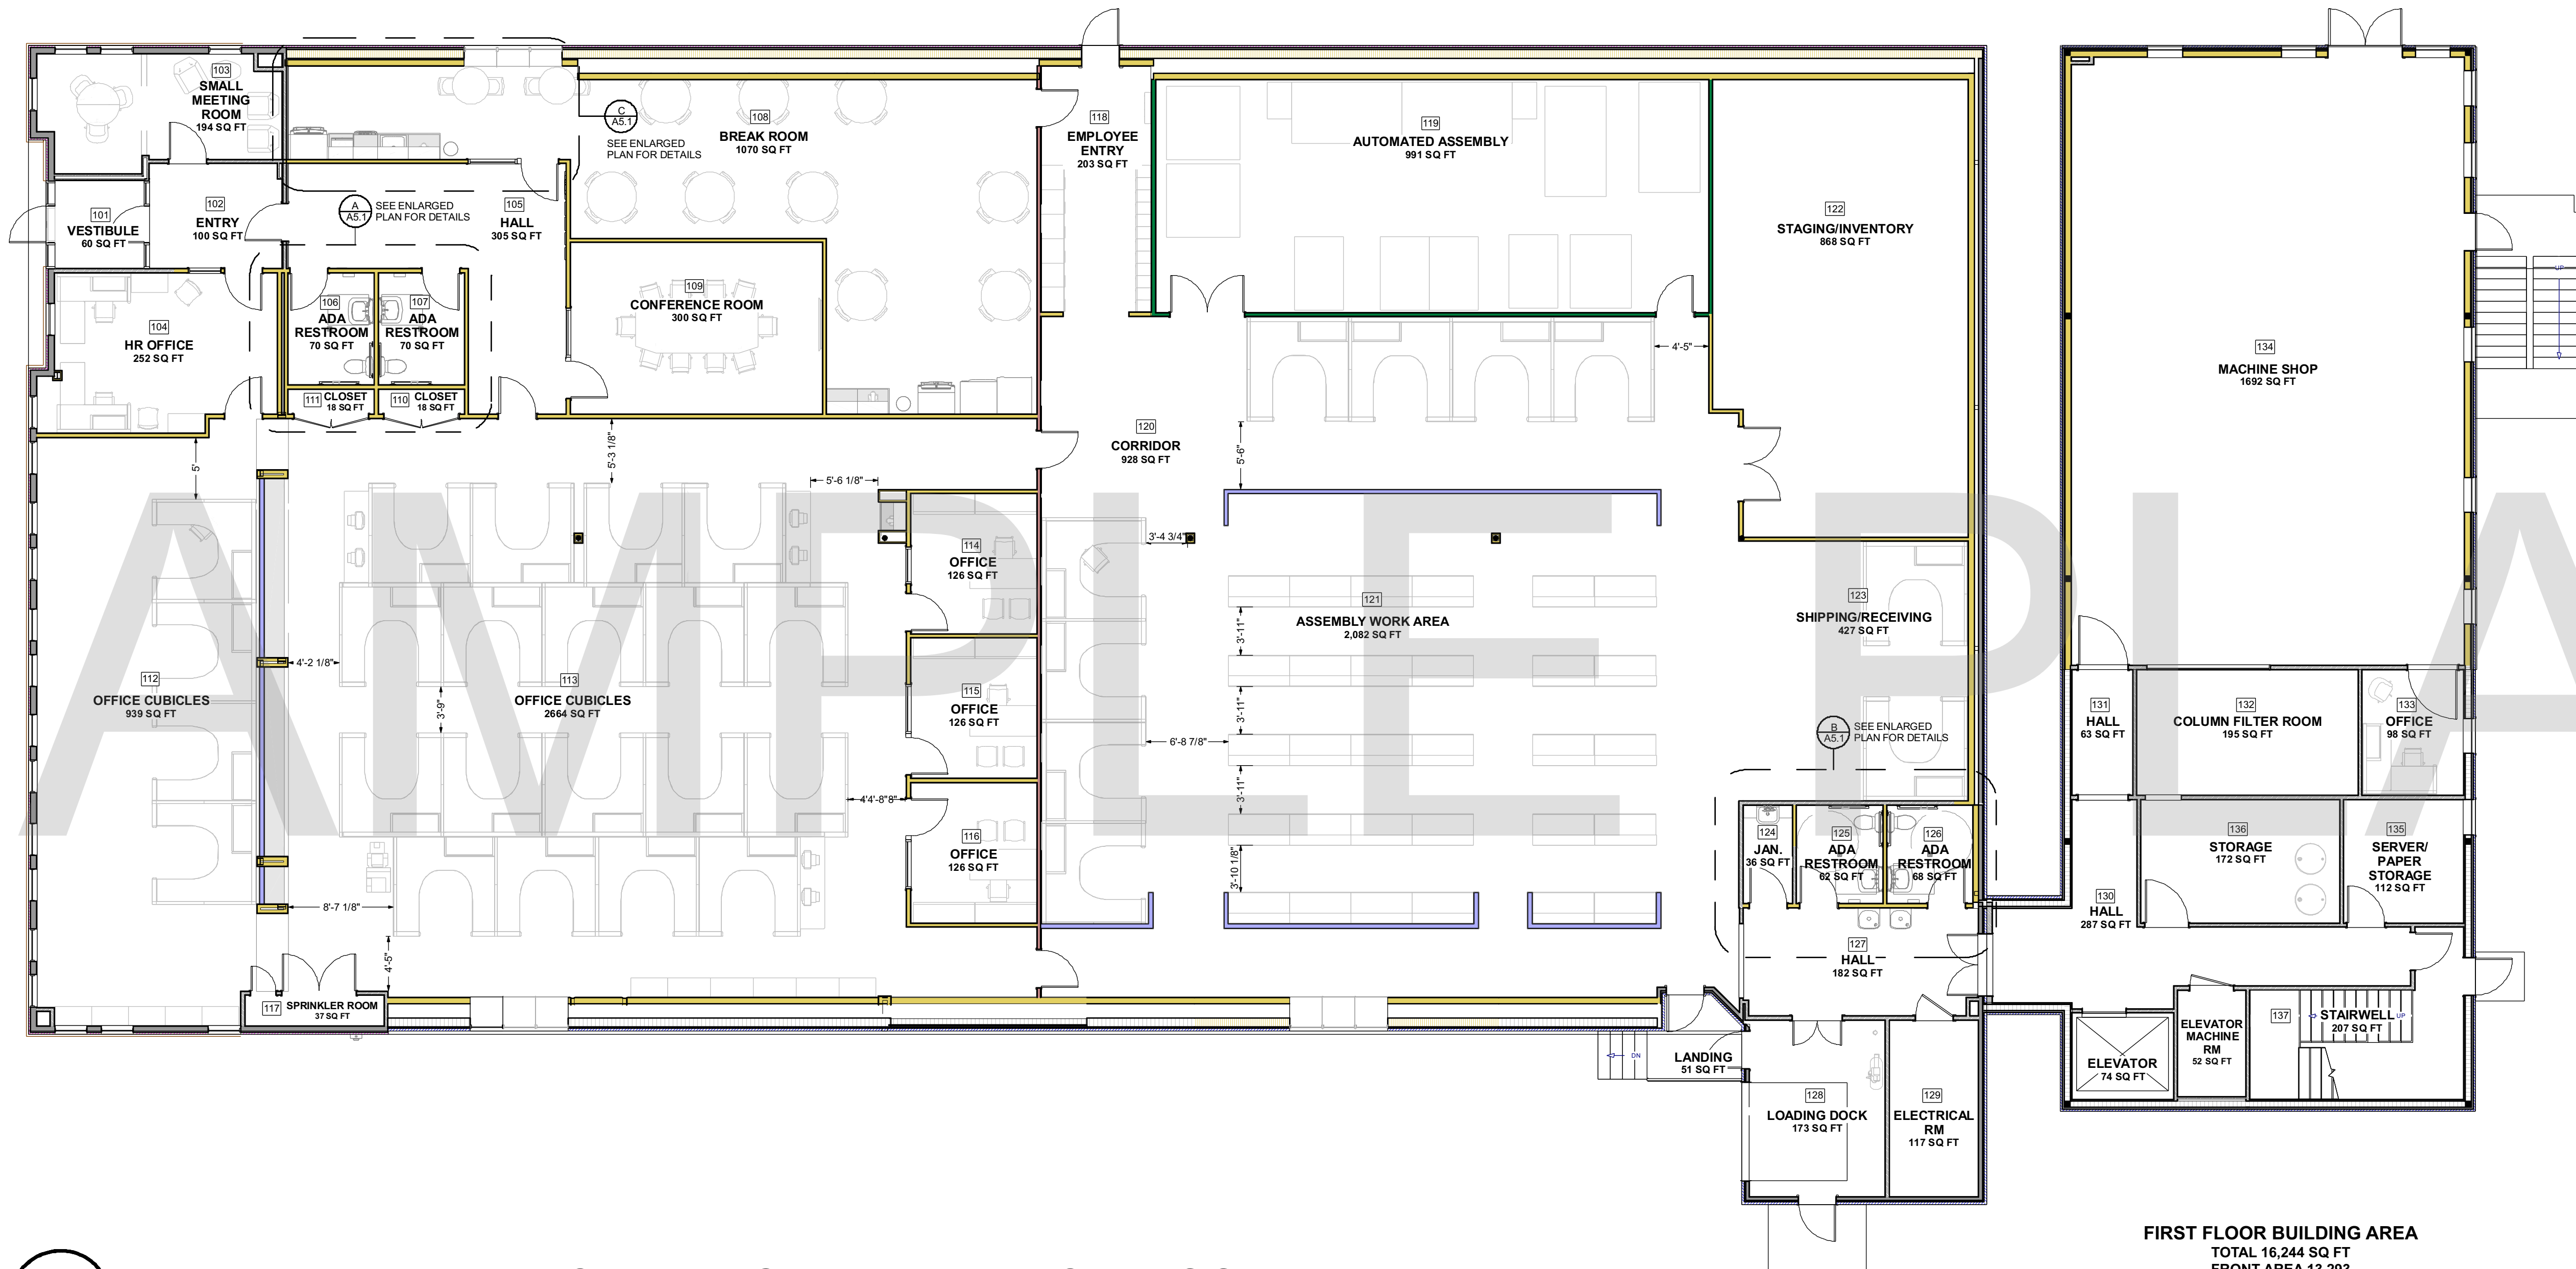 103
SMALL
MEETING
ROOM
194 SQ FT
C
A5.1
SEE ENLARGED
PLAN FOR DETAILS
108
BREAK ROOM
1070 SQ FT
118
EMPLOYEE
ENTRY
203 SQ FT
119
AUTOMATED ASSEMBLY
991 SQ FT
101
VESTIBULE
60 SQ FT
102
ENTRY
100 SQ FT
A
A5.1
SEE ENLARGED
PLAN FOR DETAILS
105
HALL
305 SQ FT
122
STAGING/INVENTORY
868 SQ FT
UP
104
HR OFFICE
252 SQ FT
106
ADA
RESTROOM
70 SQ FT
107
ADA
RESTROOM
70 SQ FT
109
CONFERENCE ROOM
300 SQ FT
4'-5"
134
MACHINE SHOP
1692 SQ FT
111 CLOSET
18 SQ FT
110 CLOSET
18 SQ FT
5'
5'-3 1/8"
5'-6 1/8"
120
CORRIDOR
928 SQ FT
5'-6"
3'-4 3/4"
114
OFFICE
126 SQ FT
121
ASSEMBLY WORK AREA
2,082 SQ FT
123
SHIPPING/RECEIVING
427 SQ FT
4'-2 1/8"
112
OFFICE CUBICLES
939 SQ FT
113
OFFICE CUBICLES
2664 SQ FT
3'-9"
115
OFFICE
126 SQ FT
3'-11"
3'-11"
3'-11"
3'-10 1/8"
6'-8 7/8"
B
A5.1
SEE ENLARGED
PLAN FOR DETAILS
131
HALL
63 SQ FT
132
COLUMN FILTER ROOM
195 SQ FT
133
OFFICE
98 SQ FT
4'4'-8"8"
116
OFFICE
126 SQ FT
124
JAN.
36 SQ FT
125
ADA
RESTROOM
62 SQ FT
126
ADA
RESTROOM
68 SQ FT
136
STORAGE
172 SQ FT
135
SERVER/
PAPER
STORAGE
112 SQ FT
8'-7 1/8"
4'-5"
130
HALL
287 SQ FT
127
HALL
182 SQ FT
117 SPRINKLER ROOM
37 SQ FT
DN
LANDING
51 SQ FT
ELEVATOR
74 SQ FT
ELEVATOR
MACHINE
RM
52 SQ FT
137
STAIRWELL
207 SQ FT
UP
128
LOADING DOCK
173 SQ FT
129
ELECTRICAL
RM
117 SQ FT
AMPLE PLA
FIRST FLOOR BUILDING AREA
TOTAL 16,244 SQ FT
FRONT AREA 13,293